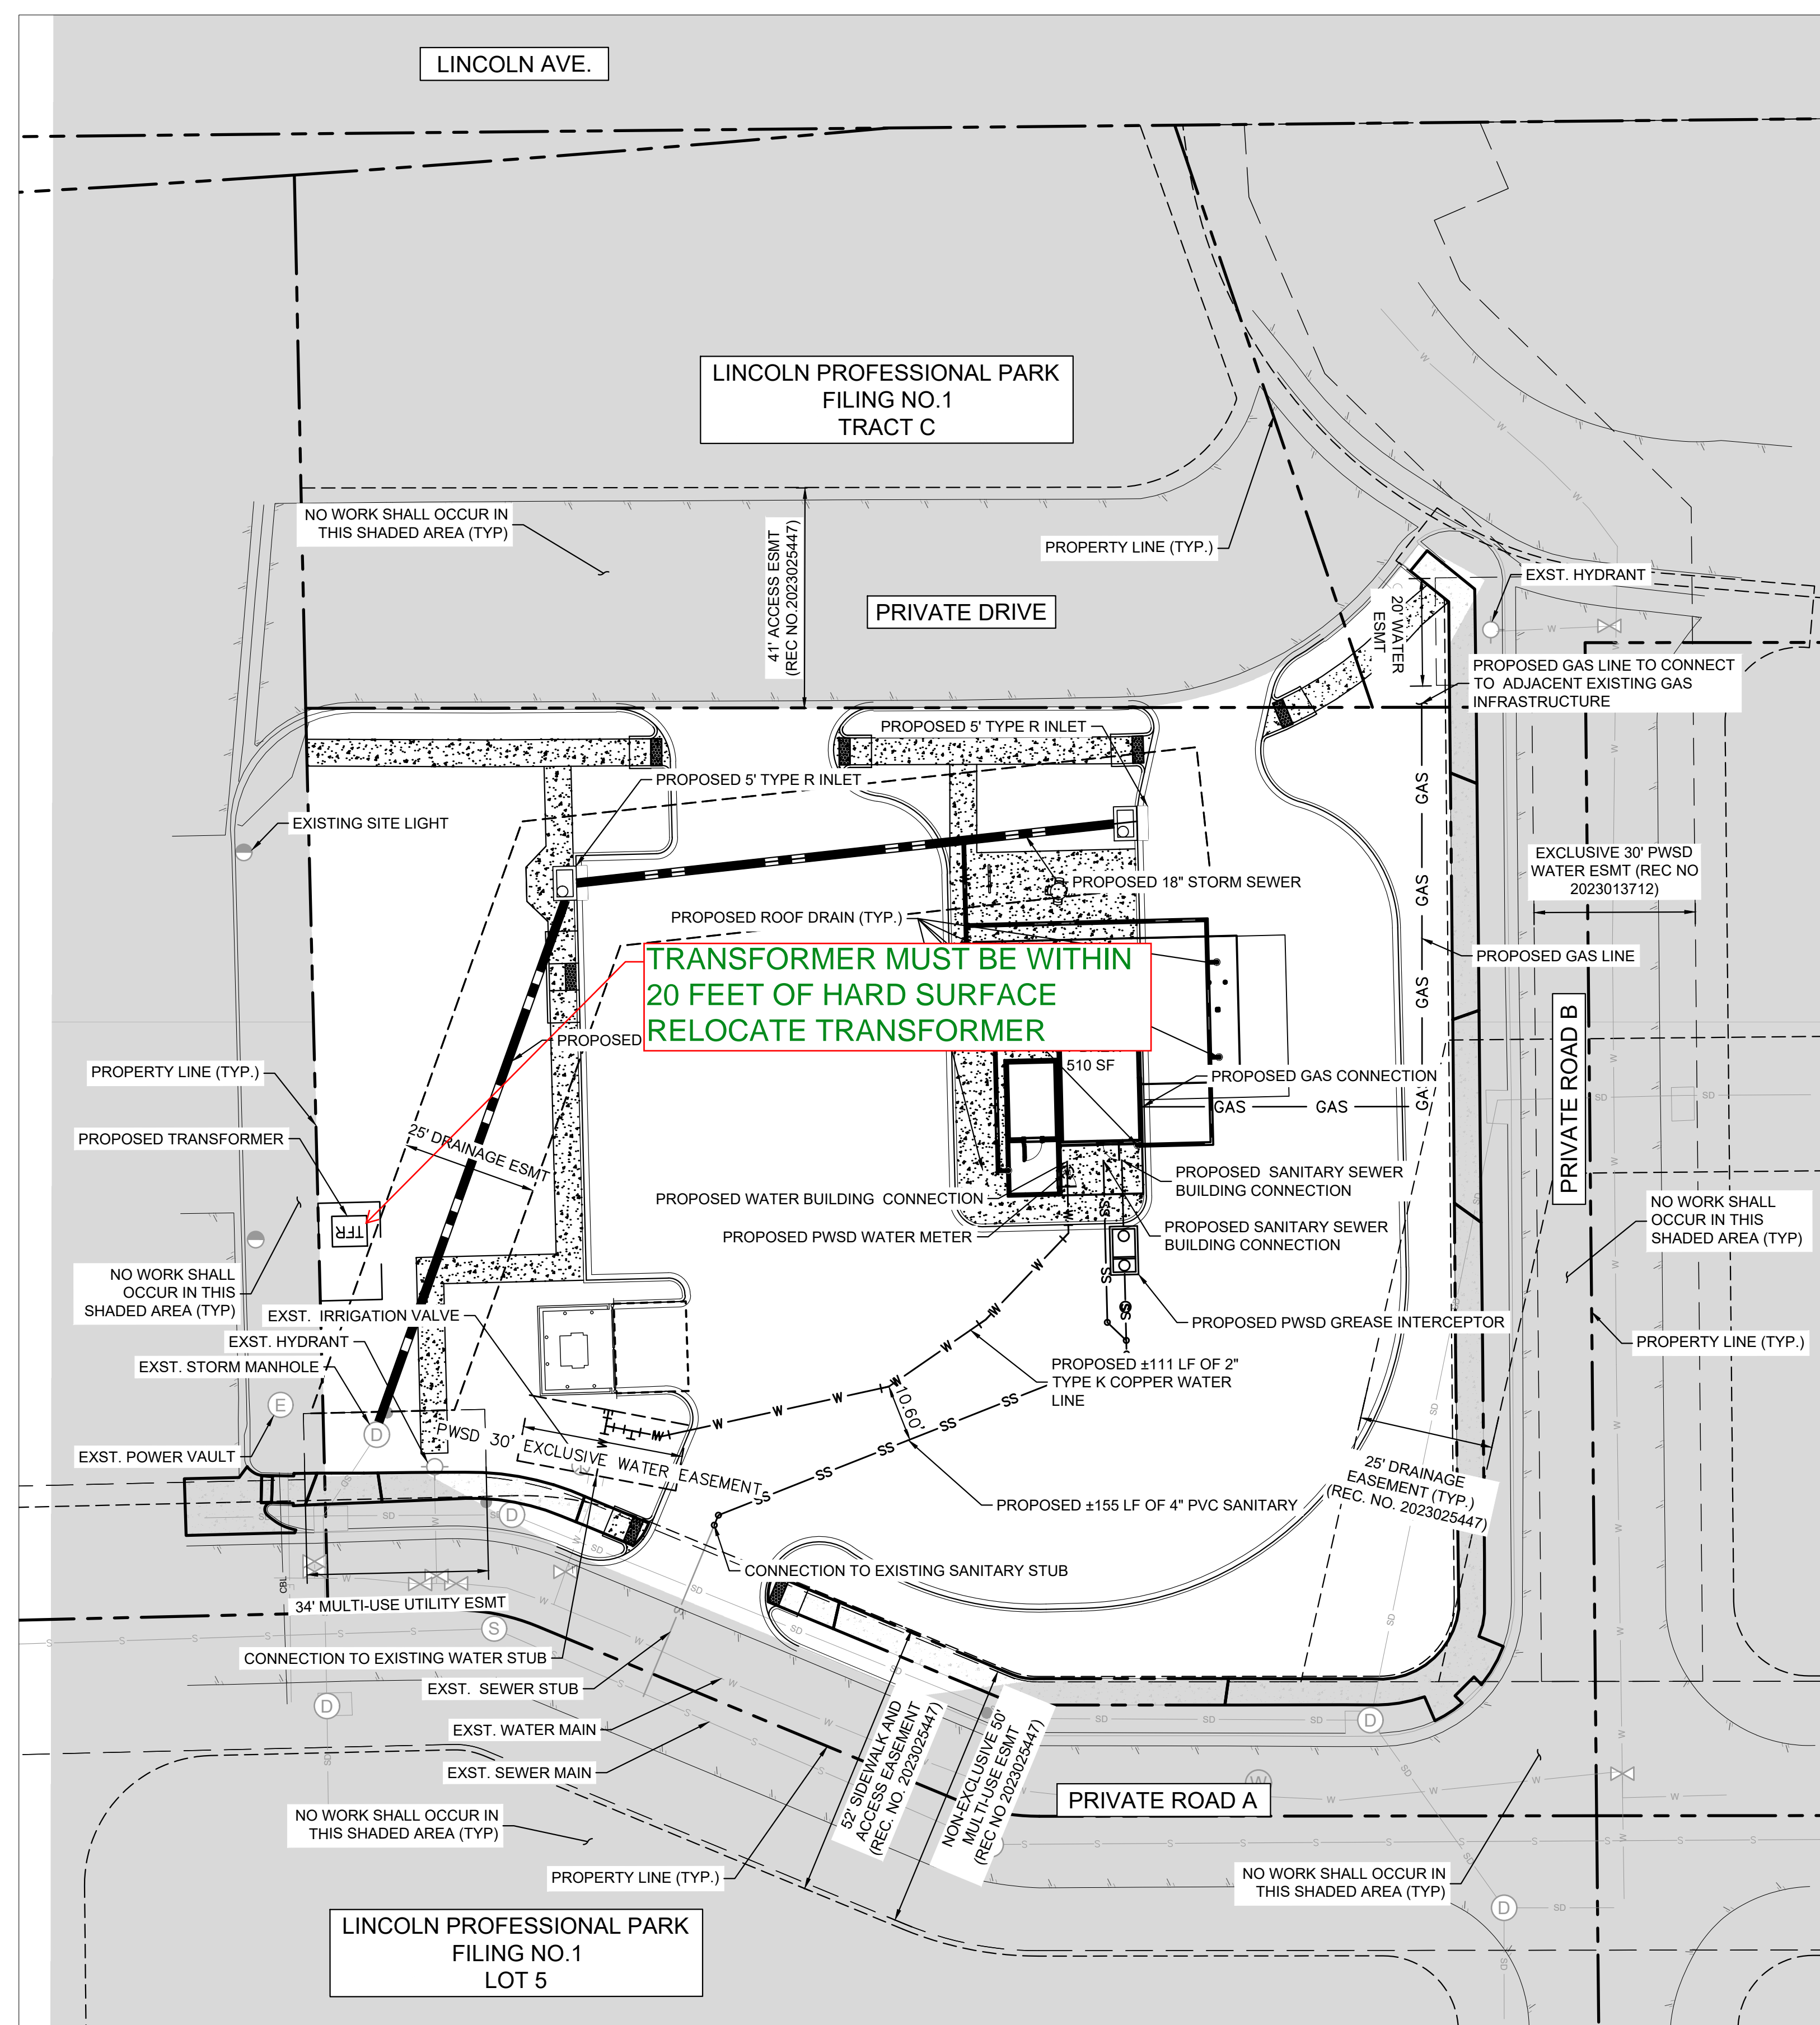 LINCOLN AVE.
LINCOLN PROFESSIONAL PARK
FILING NO.1
TRACT C
NO WORK SHALL OCCUR IN
THIS SHADED AREA (TYP)
41' ACCESS ESMT
(REC NO.2023025447)
PROPERTY LINE (TYP.)
PRIVATE DRIVE
EXST. HYDRANT
20' WATER
ESMT
PROPOSED GAS LINE TO CONNECT
TO ADJACENT EXISTING GAS
INFRASTRUCTURE
PROPOSED 5' TYPE R INLET
PROPOSED 5' TYPE R INLET
EXISTING SITE LIGHT
GAS
GAS
GAS
GAS
EXCLUSIVE 30' PWSD
WATER ESMT (REC NO
2023013712)
PROPOSED 18" STORM SEWER
PROPOSED ROOF DRAIN (TYP.)
PROPOSED GAS LINE
TRANSFORMER MUST BE WITHIN
20 FEET OF HARD SURFACE
RELOCATE TRANSFORMER
PROPOSED
510 SF
PROPOSED GAS CONNECTION
GAS
GAS
PRIVATE ROAD B
PROPERTY LINE (TYP.)
PROPOSED TRANSFORMER
25' DRAINAGE ESMT
TFR
PROPOSED SANITARY SEWER
BUILDING CONNECTION
PROPOSED WATER BUILDING CONNECTION
PROPOSED SANITARY SEWER
BUILDING CONNECTION
PROPOSED PWSD WATER METER
NO WORK SHALL
OCCUR IN THIS
SHADED AREA (TYP)
NO WORK SHALL
OCCUR IN THIS
SHADED AREA (TYP)
EXST. IRRIGATION VALVE
EXST. HYDRANT
EXST. STORM MANHOLE
PROPOSED PWSD GREASE INTERCEPTOR
PROPERTY LINE (TYP.)
PROPOSED ±111 LF OF 2"
TYPE K COPPER WATER
LINE
10.60'
E
D
EXST. POWER VAULT
PWSD 30' EXCLUSIVE WATER EASEMENT
25' DRAINAGE
EASEMENT (TYP.)
(REC. NO. 2023025447)
PROPOSED ±155 LF OF 4" PVC SANITARY
D
CONNECTION TO EXISTING SANITARY STUB
CBL
34' MULTI-USE UTILITY ESMT
S
CONNECTION TO EXISTING WATER STUB
EXST. SEWER STUB
D
EXST. WATER MAIN
D
EXST. SEWER MAIN
52' SIDEWALK AND
ACCESS EASEMENT
(REC. NO. 2023025447)
NON-EXCLUSIVE 50'
MULTI-USE ESMT
(REC NO 2023025447)
W
PRIVATE ROAD A
NO WORK SHALL OCCUR IN
THIS SHADED AREA (TYP)
PROPERTY LINE (TYP.)
NO WORK SHALL OCCUR IN
THIS SHADED AREA (TYP)
D
LINCOLN PROFESSIONAL PARK
FILING NO.1
LOT 5